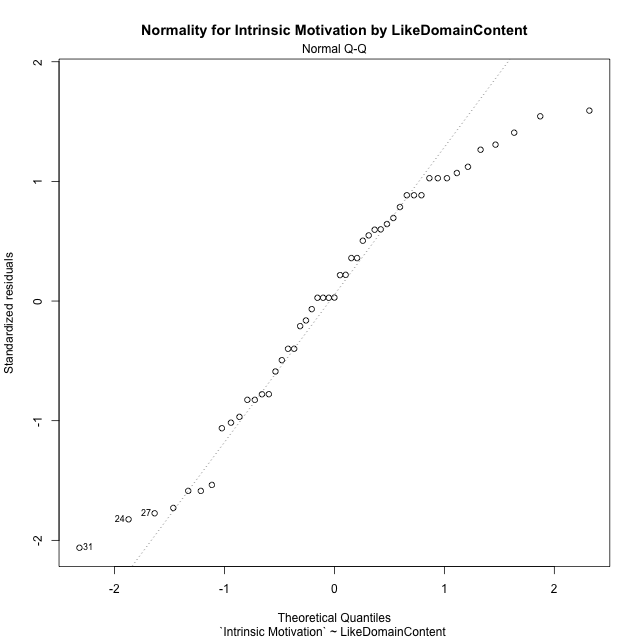 Normality for Intrinsic Motivation by LikeDomainContent
Normal Q-Q
2
1
0
-1
-2
Standardized residuals
31
24
27
-2
-1
0
1
2
Theoretical Quantiles
`Intrinsic Motivation` ~ LikeDomainContent